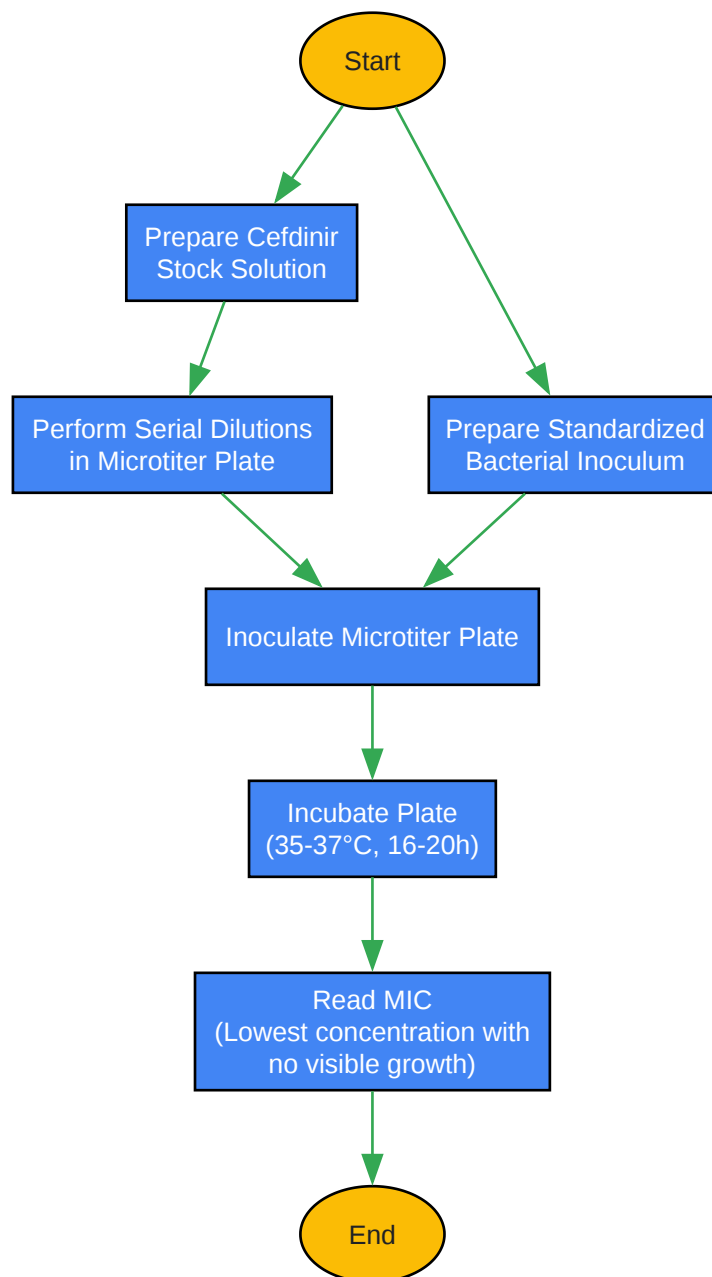 Start
Prepare Cefdinir
Stock Solution
Perform Serial Dilutions
in Microtiter Plate
Prepare Standardized
Bacterial Inoculum
Inoculate Microtiter Plate
Incubate Plate
(35-37°C, 16-20h)
Read MIC
(Lowest concentration with
no visible growth)
End